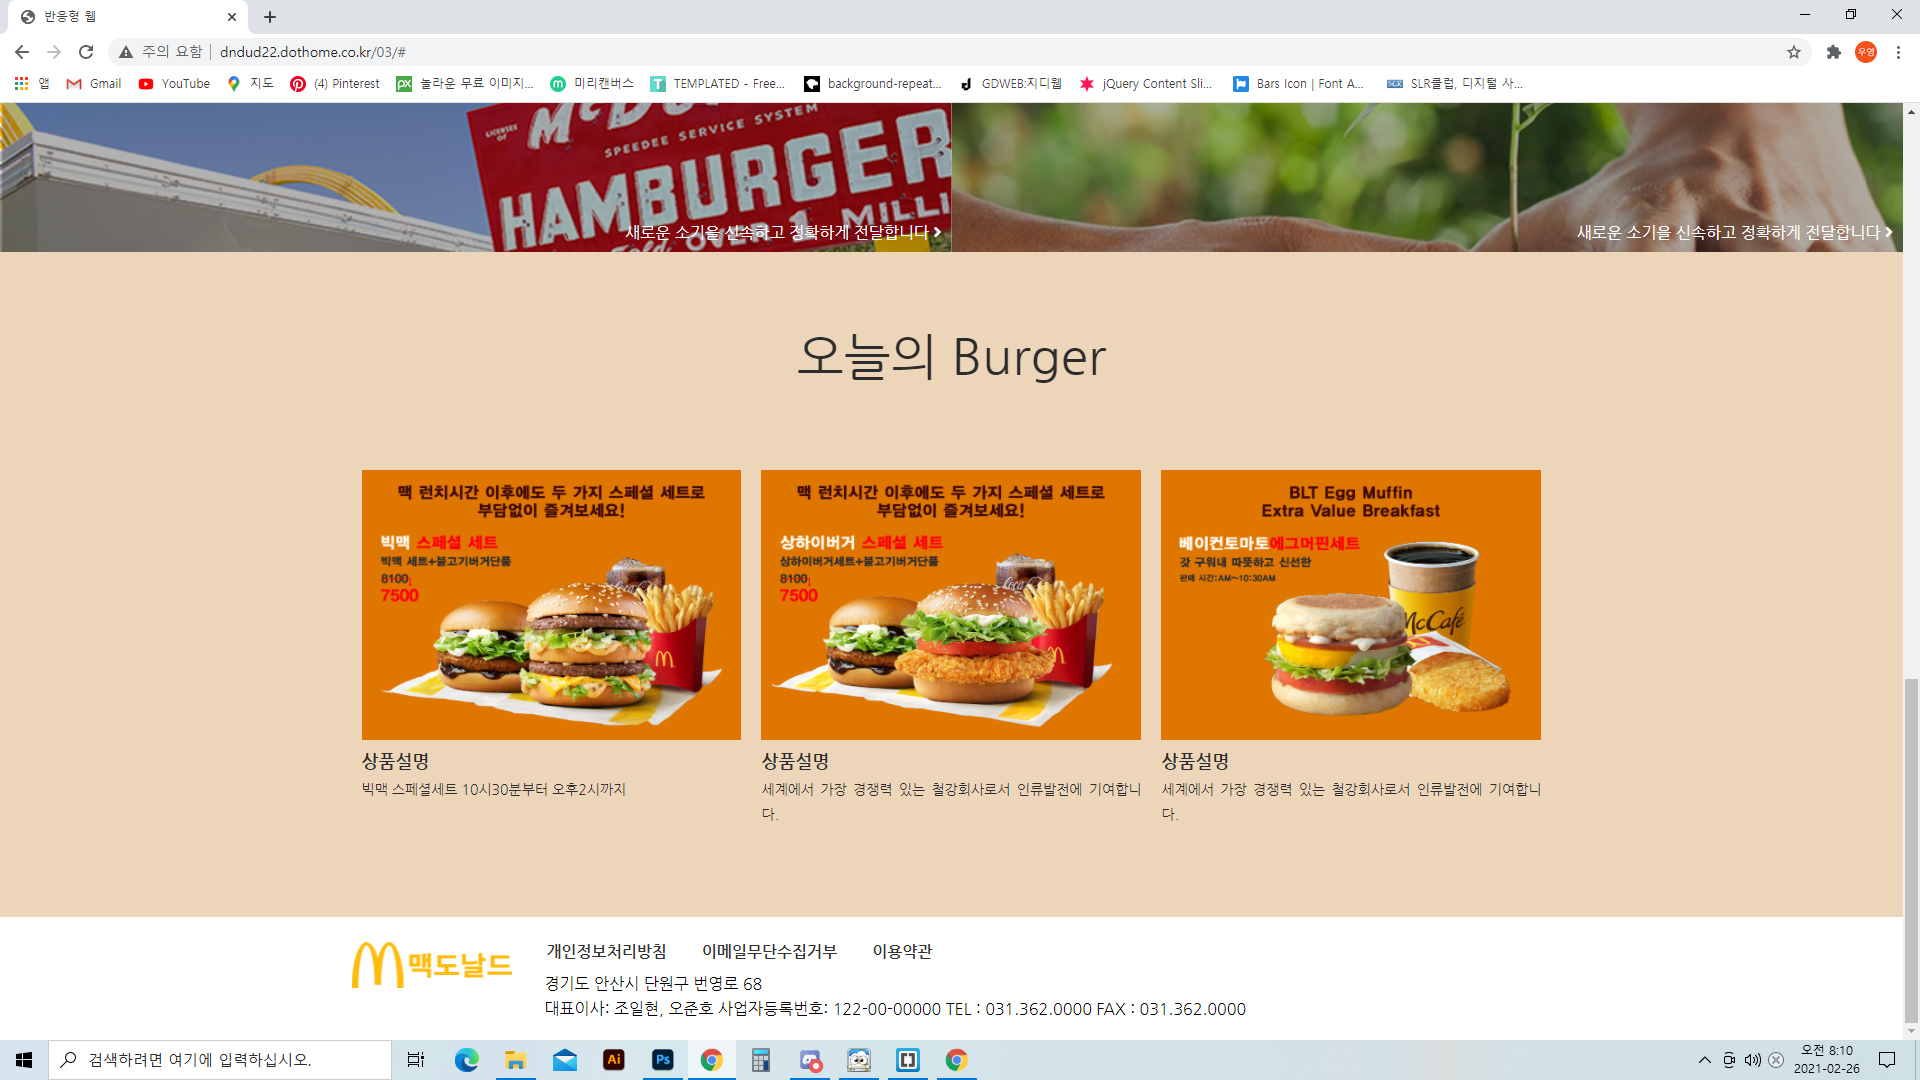 반응형 웹
주의 요함 dndud22.dothome.co.kr/03/#
우영
앱 Gmail YouTube 지도 (4) Pinterest 놀라운 무료 이미지... 미리캔버스 TEMPLATED - Free... background-repeat... GDWEB:지디웹 jQuery Content Sli... Bars Icon | Font A... SLR클럽, 디지털 사...
LICENSEE OF
SPEEDEE SERVICE SYSTEM
HAMBURGER
새로운 소기을 신속하고 정확하게 전달합니다
새로운 소기을 신속하고 정확하게 전달합니다
오늘의 Burger
맥 런치시간 이후에도 두 가지 스페셜 세트로
부담없이 즐겨보세요!
빅맥 스페셜 세트
빅맥 세트+불고기버거단품
8100
7500
상품설명
빅맥 스페셜세트 10시30분부터 오후2시까지
맥 런치시간 이후에도 두 가지 스페셜 세트로
부담없이 즐겨보세요!
상하이버거 스페셜 세트
상하이버거세트+불고기버거단품
8100
7500
상품설명
세계에서 가장 경쟁력 있는 철강회사로서 인류발전에 기여합니
다.
BLT Egg Muffin
Extra Value Breakfast
베이컨토마토에그머핀세트
갓 구워내 따뜻하고 신선한
판매 시간:AM~10:30AM
McCafé
상품설명
세계에서 가장 경쟁력 있는 철강회사로서 인류발전에 기여합니
다.
맥도날드
개인정보처리방침 이메일무단수집거부 이용약관
경기도 안산시 단원구 번영로 68
대표이사: 조일현, 오준호 사업자등록번호: 122-00-00000 TEL : 031.362.0000 FAX : 031.362.0000
검색하려면 여기에 입력하십시오.
Ai
Ps
오전 8:10
2021-02-26